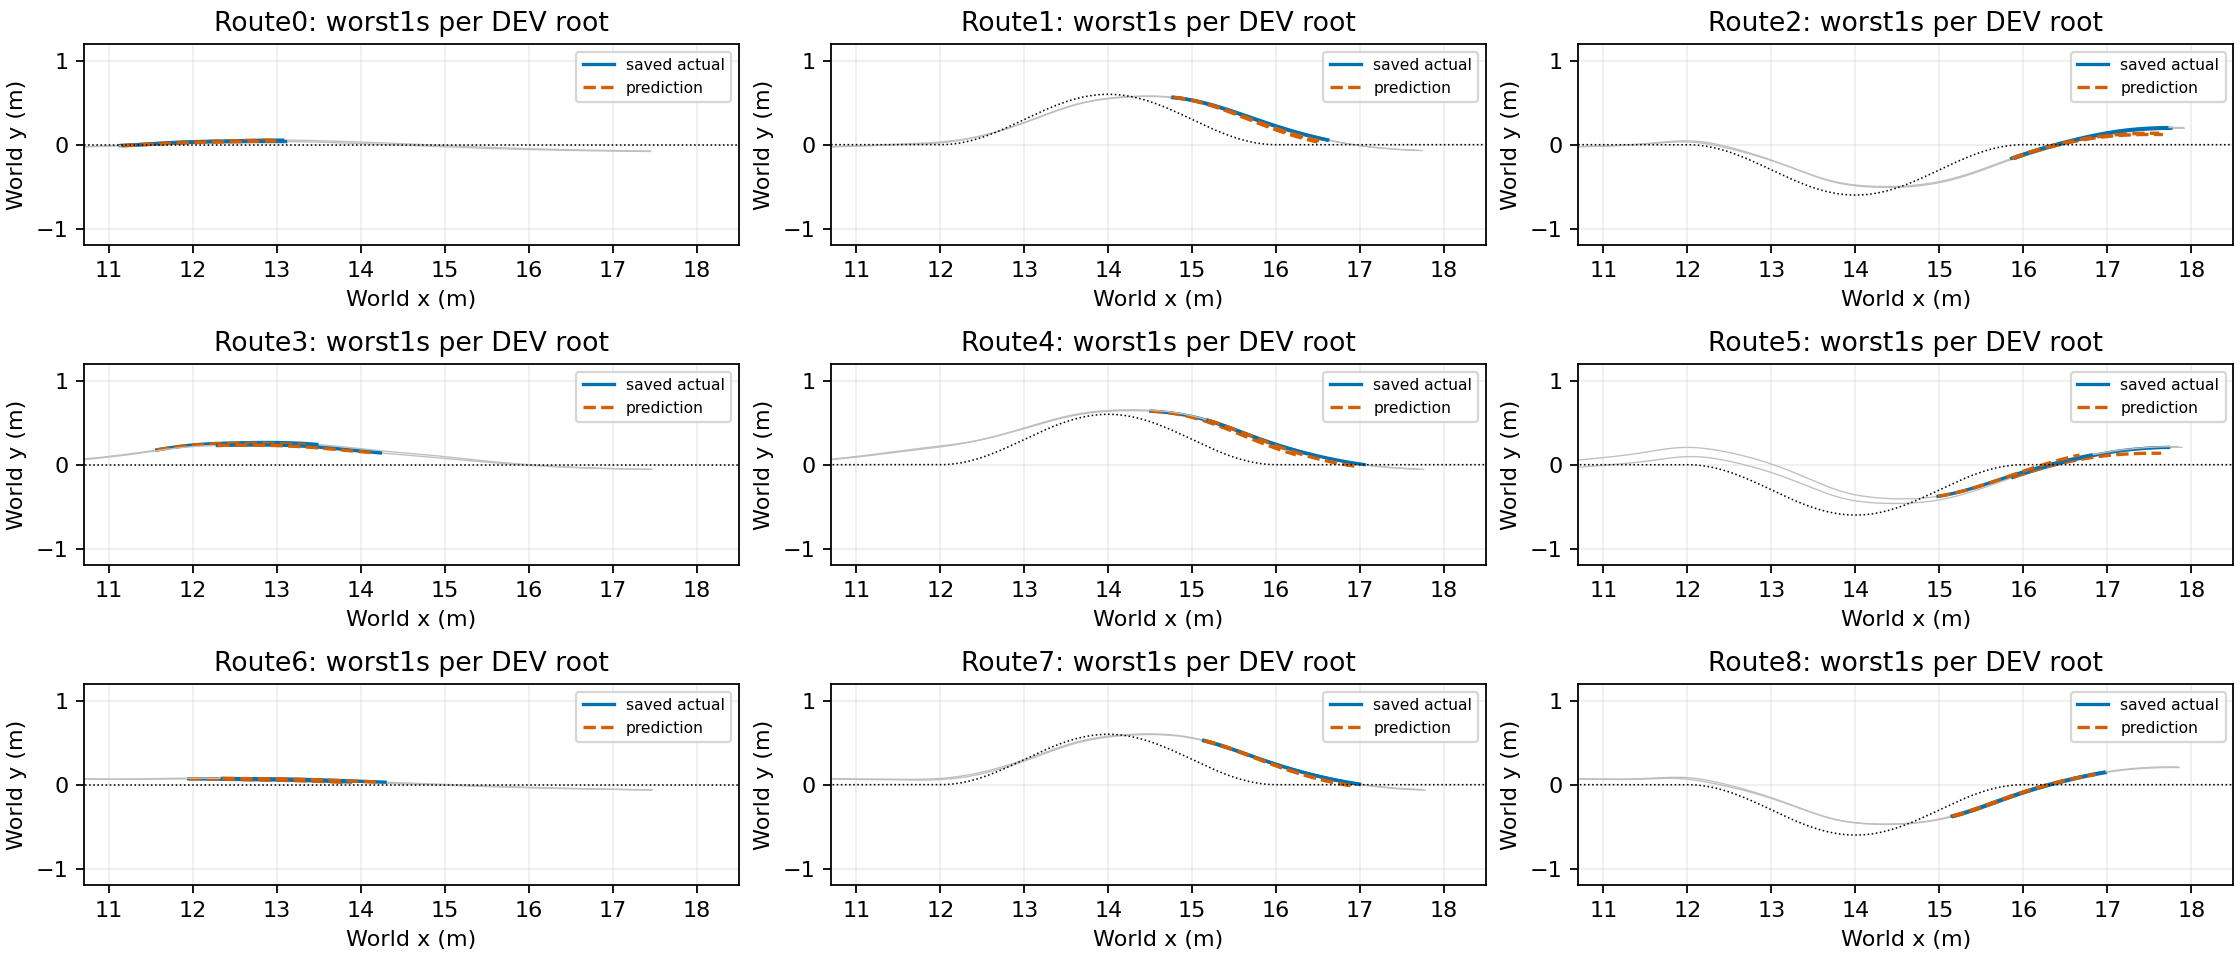 Route0: worst1s per DEV root
Route1: worst1s per DEV root
Route2: worst1s per DEV root
World y (m)
1
0
−1
saved actual
prediction
11 12 13 14 15 16 17 18
World x (m)
World y (m)
1
0
−1
saved actual
prediction
11 12 13 14 15 16 17 18
World x (m)
World y (m)
1
0
−1
saved actual
prediction
11 12 13 14 15 16 17 18
World x (m)
Route3: worst1s per DEV root
Route4: worst1s per DEV root
Route5: worst1s per DEV root
World y (m)
1
0
−1
saved actual
prediction
11 12 13 14 15 16 17 18
World x (m)
World y (m)
1
0
−1
saved actual
prediction
11 12 13 14 15 16 17 18
World x (m)
World y (m)
1
0
−1
saved actual
prediction
11 12 13 14 15 16 17 18
World x (m)
Route6: worst1s per DEV root
Route7: worst1s per DEV root
Route8: worst1s per DEV root
World y (m)
1
0
−1
saved actual
prediction
11 12 13 14 15 16 17 18
World x (m)
World y (m)
1
0
−1
saved actual
prediction
11 12 13 14 15 16 17 18
World x (m)
World y (m)
1
0
−1
saved actual
prediction
11 12 13 14 15 16 17 18
World x (m)